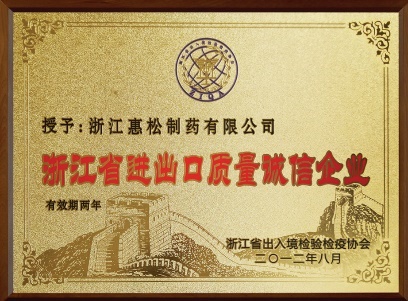 授予:浙江惠松制药有限公司
浙江省进出口质量诚信企业
有效期两年
浙江省出入境检验检疫协会
二〇一二年八月